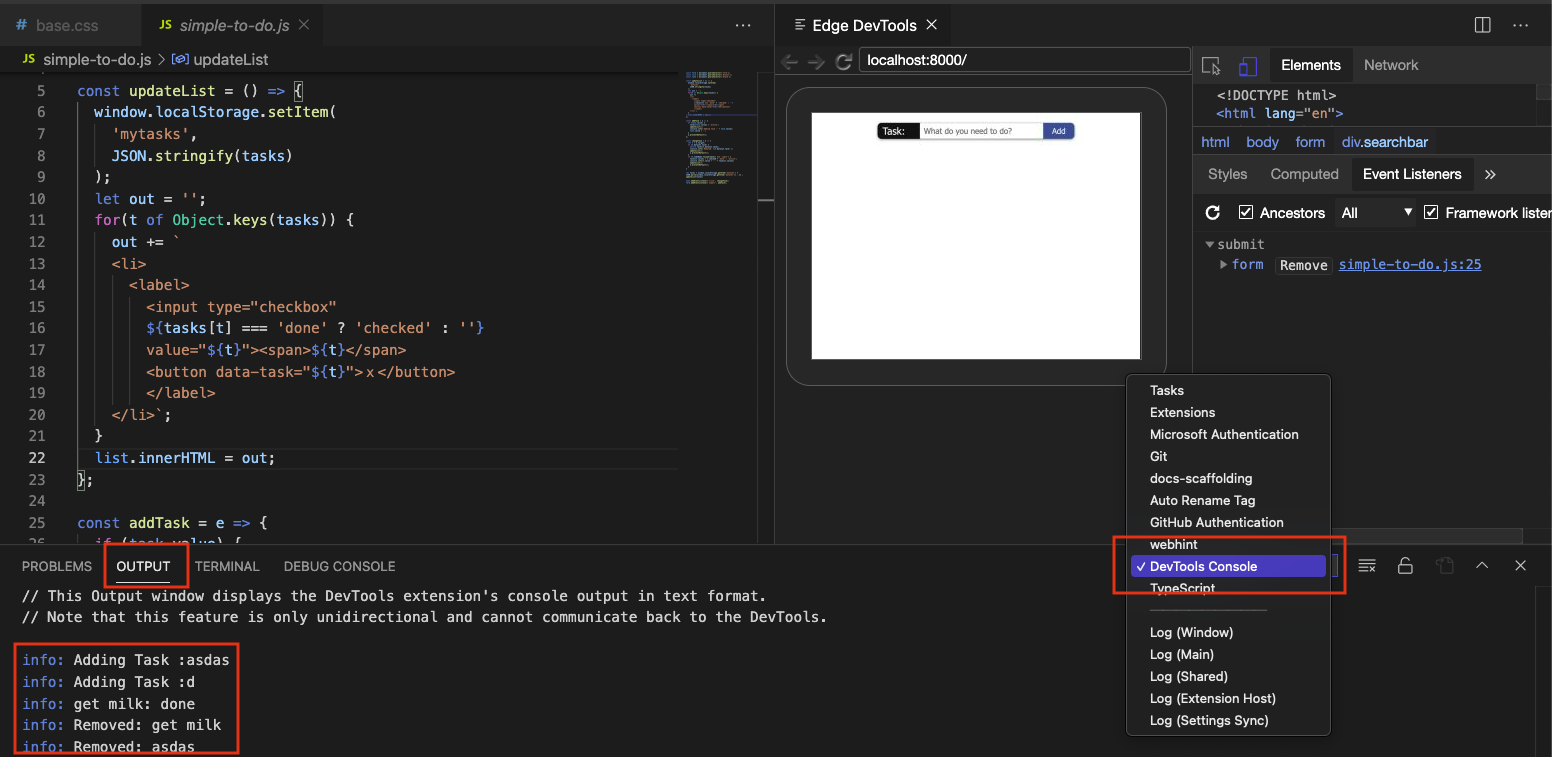 # base.css
JS simple-to-do.js
JS simple-to-do.js > updateList
5 const updateList = () => {
6 window.localStorage.setItem(
7 'mytasks',
8 JSON.stringify(tasks)
9 );
10 let out = '';
11 for(t of Object.keys(tasks)) {
12 out += `
13 <li>
14 <label>
15 <input type="checkbox"
16 ${tasks[t] === 'done' ? 'checked' : ''}
17 value="${t}"><span>${t}</span>
18 <button data-task="${t}">x</button>
19 </label>
20 </li>`;
21 }
22 list.innerHTML = out;
23 };
24
25 const addTask = e => {
26 if (task.value) {
Edge DevTools
localhost:8000/
Task: What do you need to do? Add
Elements Network
<!DOCTYPE html>
<html lang="en">
html body form div.searchbar
Styles Computed Event Listeners »
Ancestors All Framework listen
submit
form Remove simple-to-do.js:25
PROBLEMS OUTPUT TERMINAL DEBUG CONSOLE
// This Output window displays the DevTools extension's console output in text format.
// Note that this feature is only unidirectional and cannot communicate back to the DevTools.
info: Adding Task :asdas
info: Adding Task :d
info: get milk: done
info: Removed: get milk
info: Removed: asdas
Tasks
Extensions
Microsoft Authentication
Git
docs-scaffolding
Auto Rename Tag
GitHub Authentication
webhint
✓ DevTools Console
TypeScript
Log (Window)
Log (Main)
Log (Shared)
Log (Extension Host)
Log (Settings Sync)